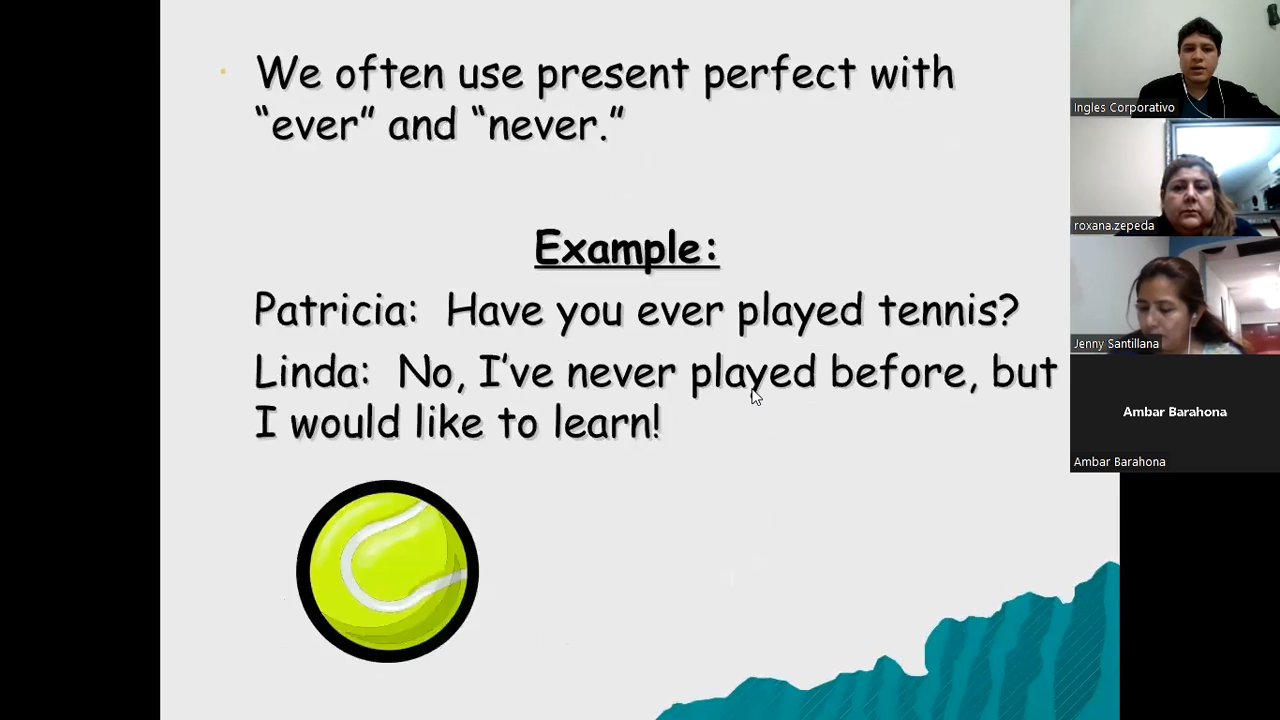 We often use present perfect with
“ever” and “never.”
Example:
Patricia: Have you ever played tennis?
Linda: No, I’ve never played before, but
I would like to learn!
Ingles Corporativo
roxana.zepeda
Jenny Santillana
Ambar Barahona
Ambar Barahona